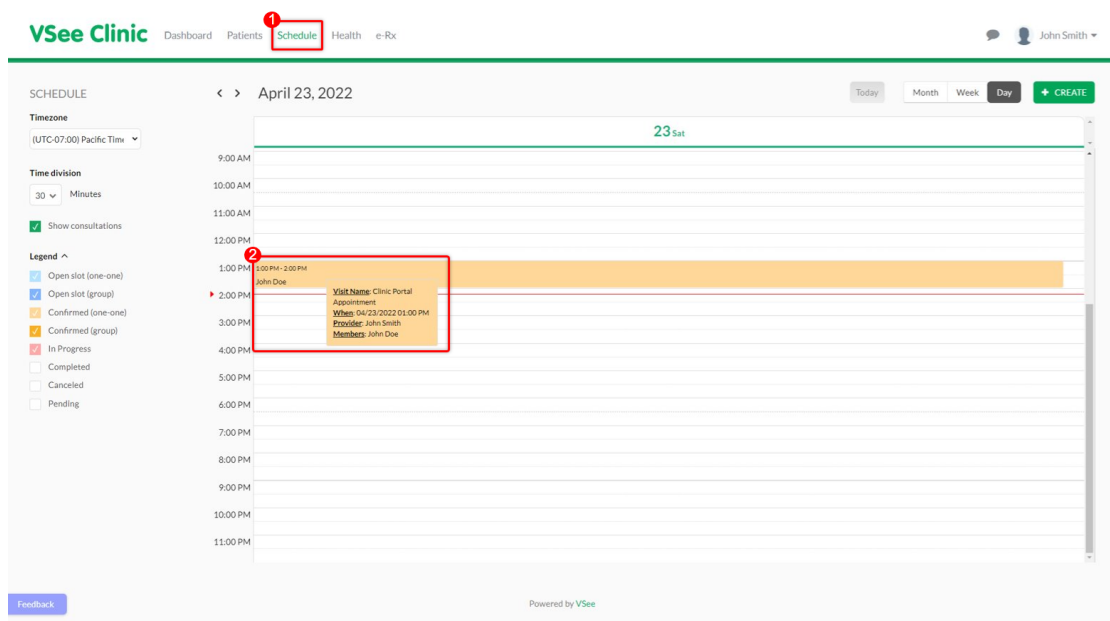 VSee Clinic
Dashboard Patients Schedule Health e-Rx
1
John Smith
SCHEDULE
Timezone
(UTC-07:00) Pacific Time
Time division
30 Minutes
Show consultations
Legend
Open slot (one-one)
Open slot (group)
Confirmed (one-one)
Confirmed (group)
In Progress
Completed
Canceled
Pending
< > April 23, 2022
Today Month Week Day + CREATE
23 Sat
9:00 AM
10:00 AM
11:00 AM
12:00 PM
2
1:00 PM 1:00 PM - 2:00 PM
John Doe
Visit Name: Clinic Portal
Appointment
When: 04/23/2022 01:00 PM
Provider: John Smith
Members: John Doe
2:00 PM
3:00 PM
4:00 PM
5:00 PM
6:00 PM
7:00 PM
8:00 PM
9:00 PM
10:00 PM
11:00 PM
Feedback
Powered by VSee